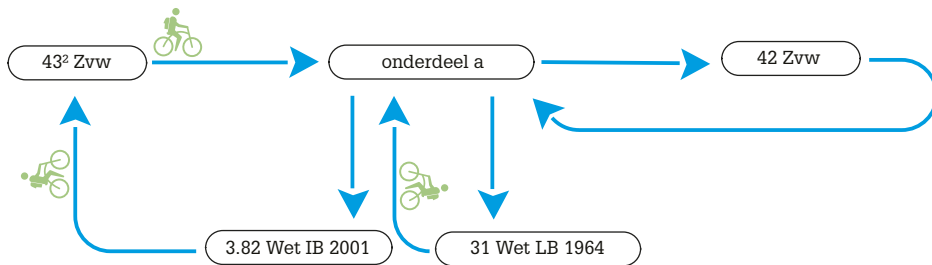 43² Zvw
onderdeel a
42 Zvw
3.82 Wet IB 2001
31 Wet LB 1964